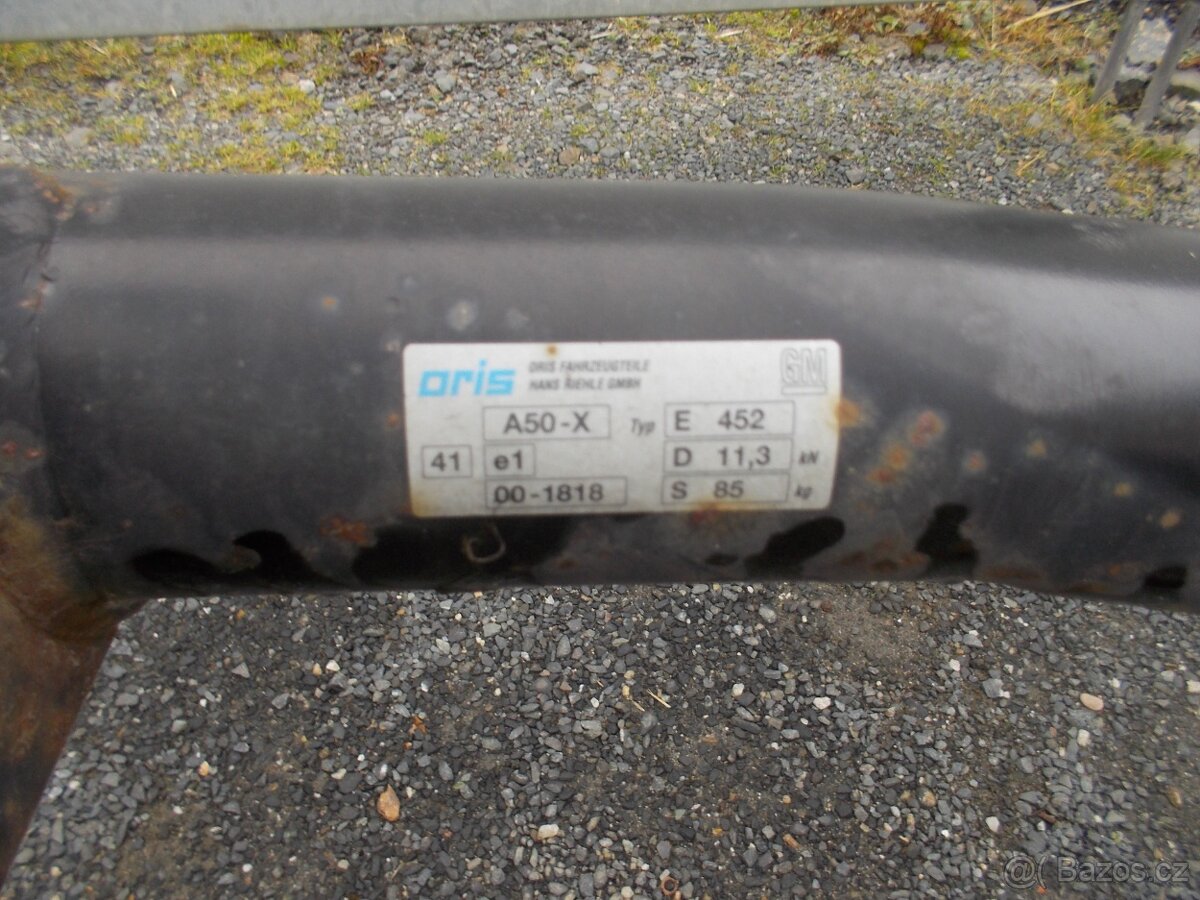 oris ORIS FAHRZEUGTEILE
HANS RIEHLE GMBH
GM
A50-X Typ E 452
41 e1 D 11,3 kN
00-1818 S 85 kg
@( Bazos.cz